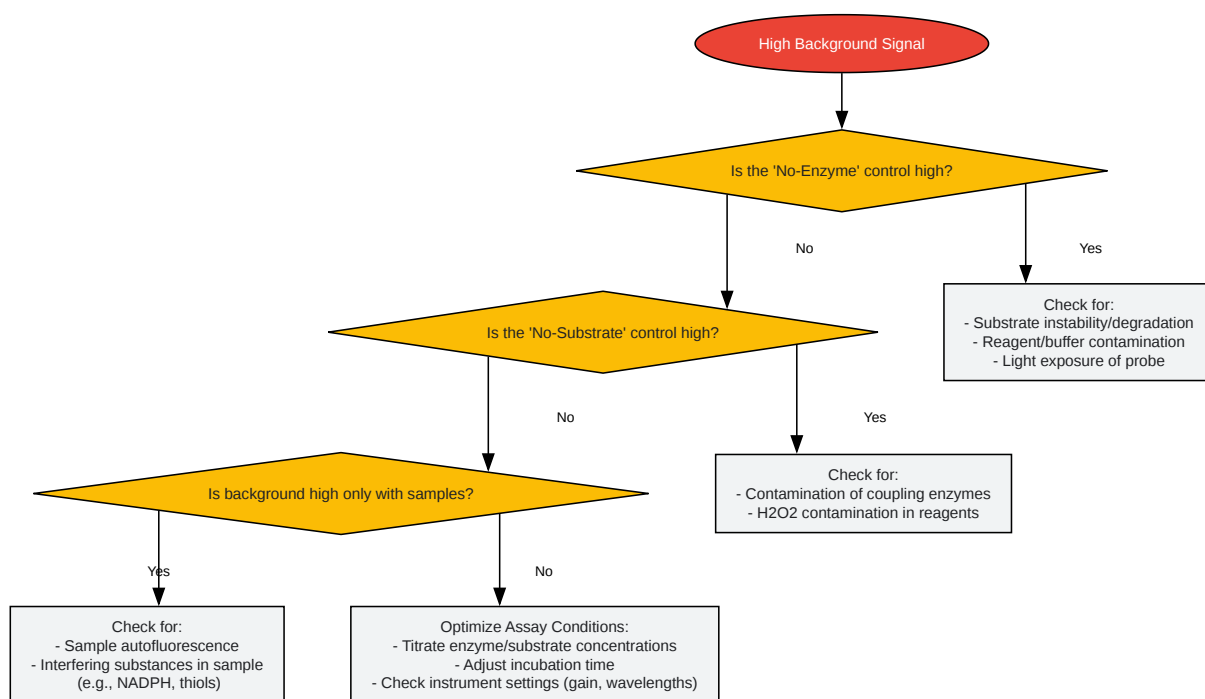 High Background Signal
Is the 'No-Enzyme' control high?
No
Yes
Check for:
- Substrate instability/degradation
- Reagent/buffer contamination
- Light exposure of probe
Is the 'No-Substrate' control high?
No
Yes
Check for:
- Contamination of coupling enzymes
- H2O2 contamination in reagents
Is background high only with samples?
Yes
No
Check for:
- Sample autofluorescence
- Interfering substances in sample
(e.g., NADPH, thiols)
Optimize Assay Conditions:
- Titrate enzyme/substrate concentrations
- Adjust incubation time
- Check instrument settings (gain, wavelengths)